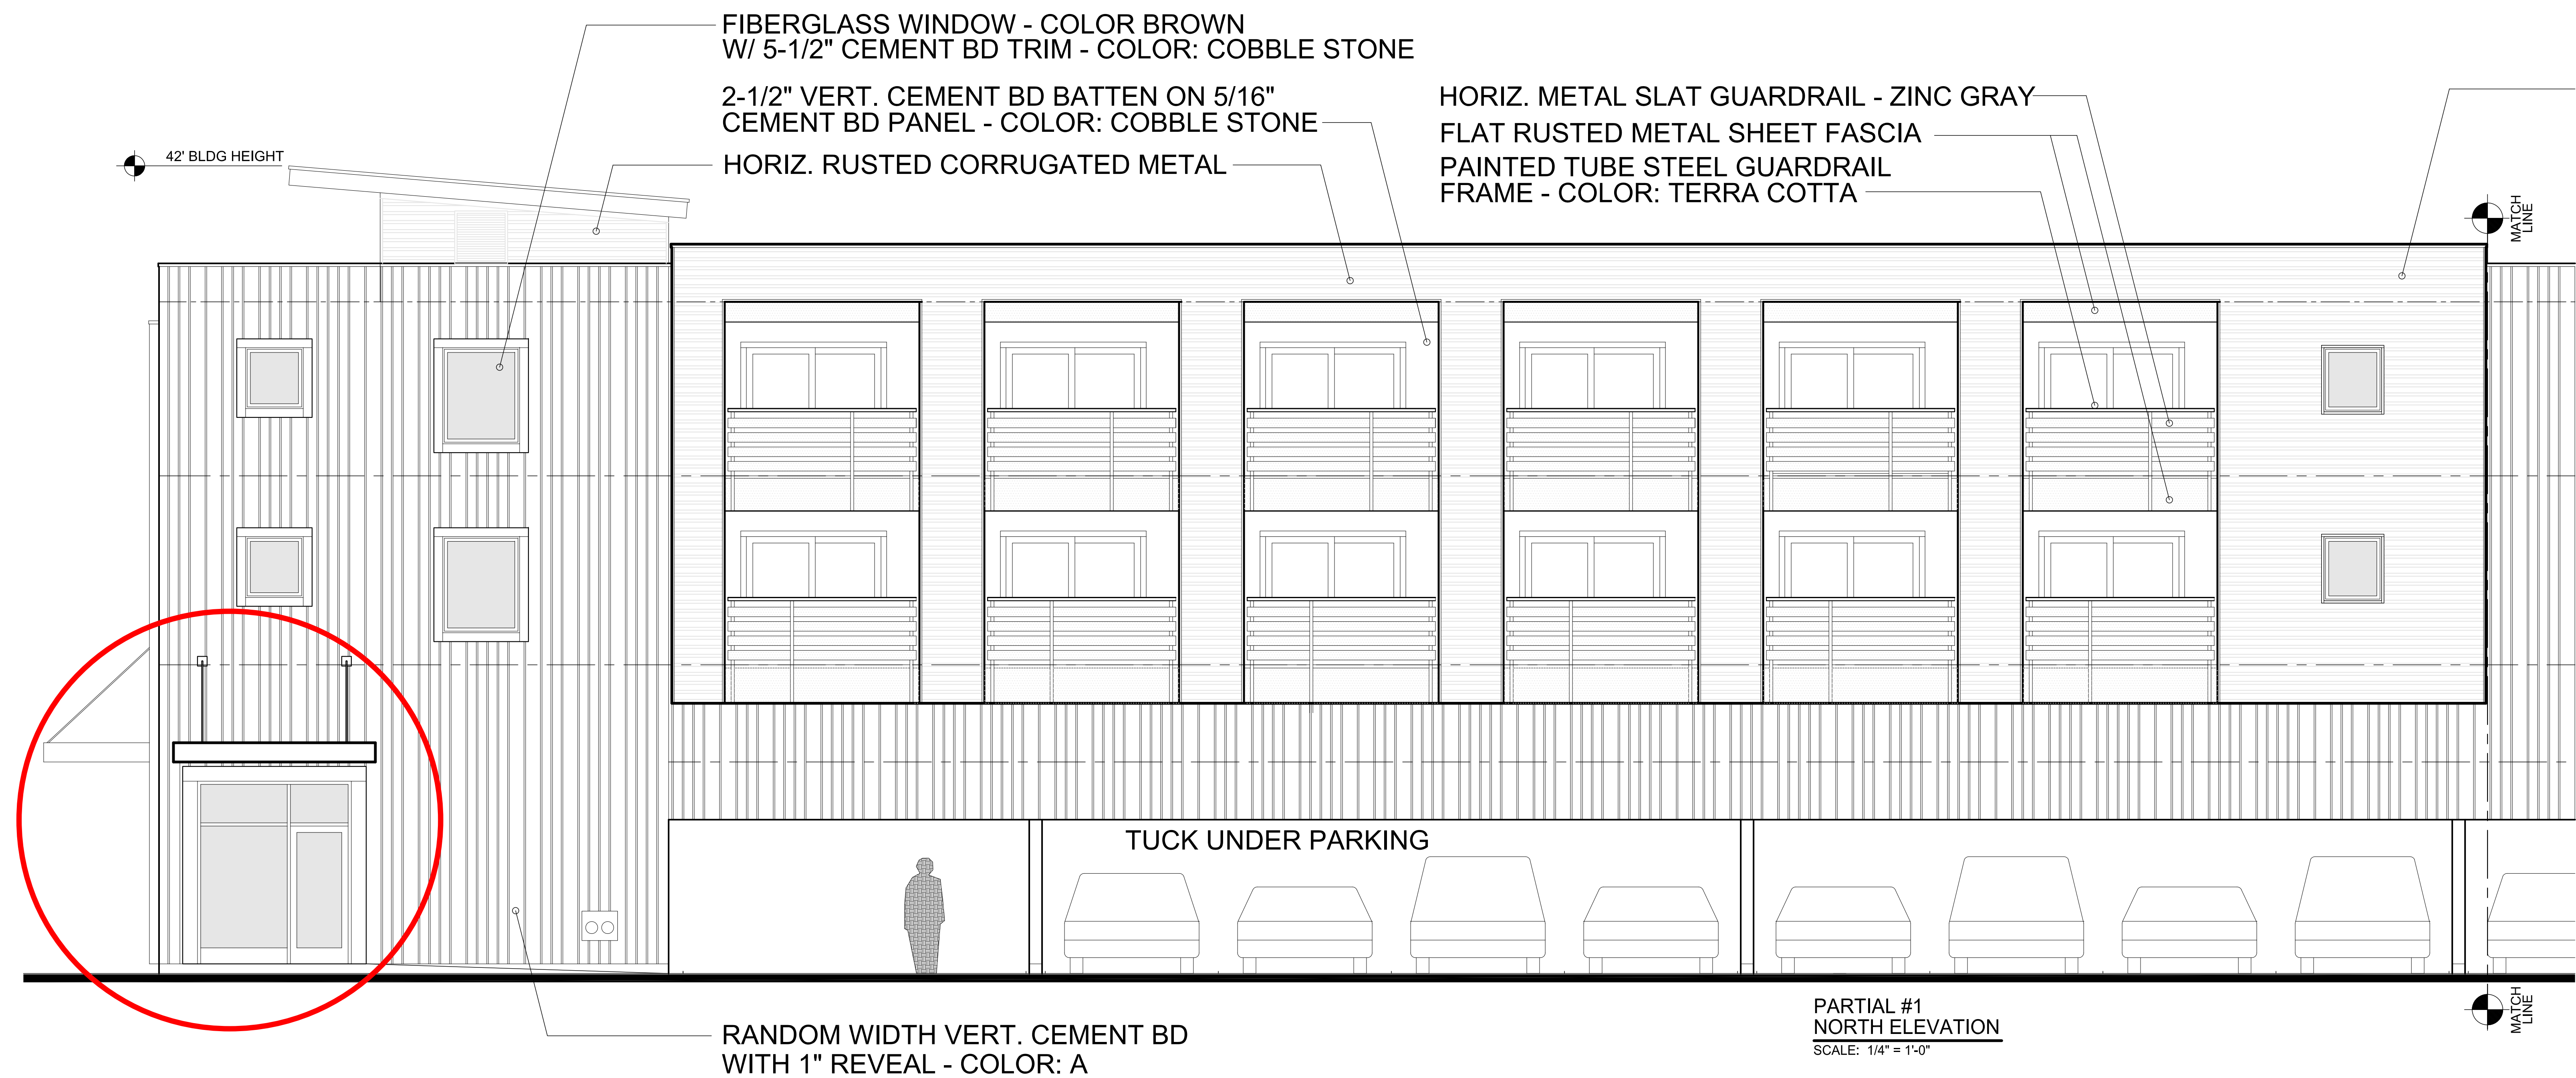 FIBERGLASS WINDOW - COLOR BROWN
W/ 5-1/2" CEMENT BD TRIM - COLOR: COBBLE STONE
2-1/2" VERT. CEMENT BD BATTEN ON 5/16"
CEMENT BD PANEL - COLOR: COBBLE STONE
HORIZ. RUSTED CORRUGATED METAL
HORIZ. METAL SLAT GUARDRAIL - ZINC GRAY
FLAT RUSTED METAL SHEET FASCIA
PAINTED TUBE STEEL GUARDRAIL
FRAME - COLOR: TERRA COTTA
42' BLDG HEIGHT
MATCH
LINE
TUCK UNDER PARKING
RANDOM WIDTH VERT. CEMENT BD
WITH 1" REVEAL - COLOR: A
PARTIAL #1
NORTH ELEVATION
SCALE: 1/4" = 1'-0"
MATCH
LINE